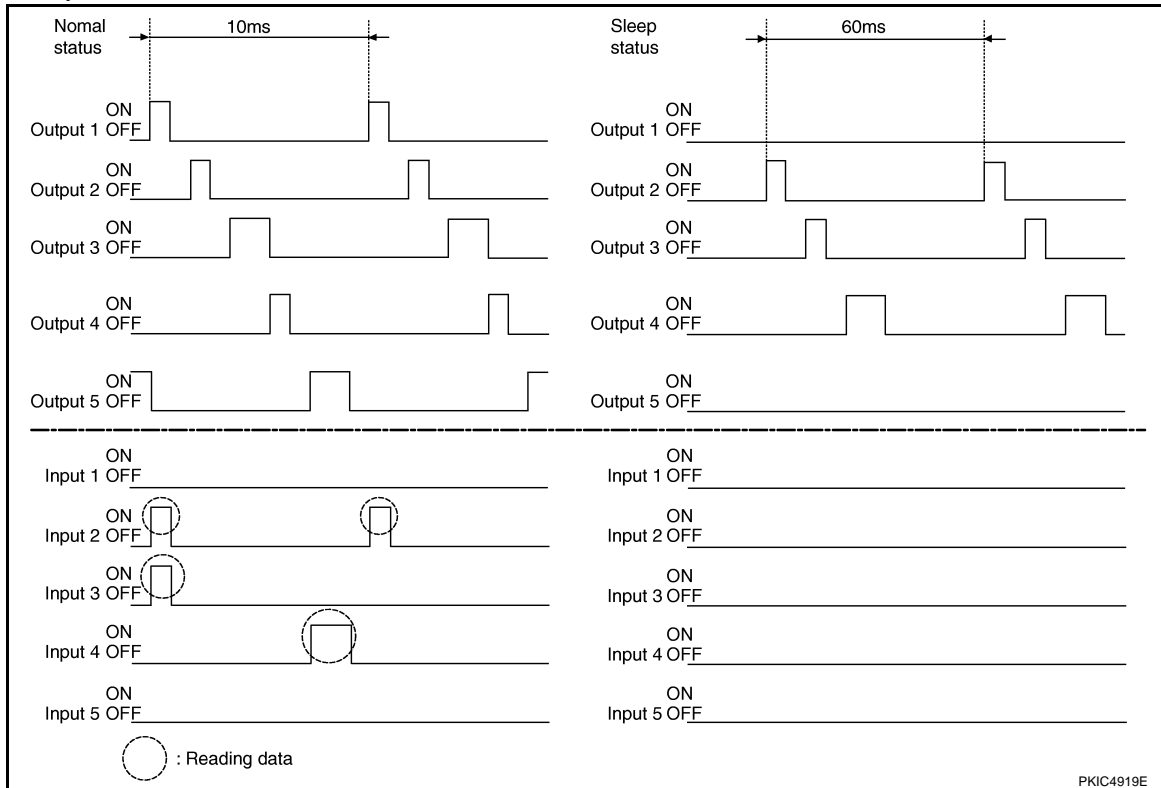 Nomal
status
10ms
ON
Output 1 OFF
ON
Output 2 OFF
ON
Output 3 OFF
ON
Output 4 OFF
ON
Output 5 OFF
Sleep
status
60ms
ON
Output 1 OFF
ON
Output 2 OFF
ON
Output 3 OFF
ON
Output 4 OFF
ON
Output 5 OFF
ON
Input 1 OFF
ON
Input 2 OFF
ON
Input 3 OFF
ON
Input 4 OFF
ON
Input 5 OFF
: Reading data
ON
Input 1 OFF
ON
Input 2 OFF
ON
Input 3 OFF
ON
Input 4 OFF
ON
Input 5 OFF
PKIC4919E